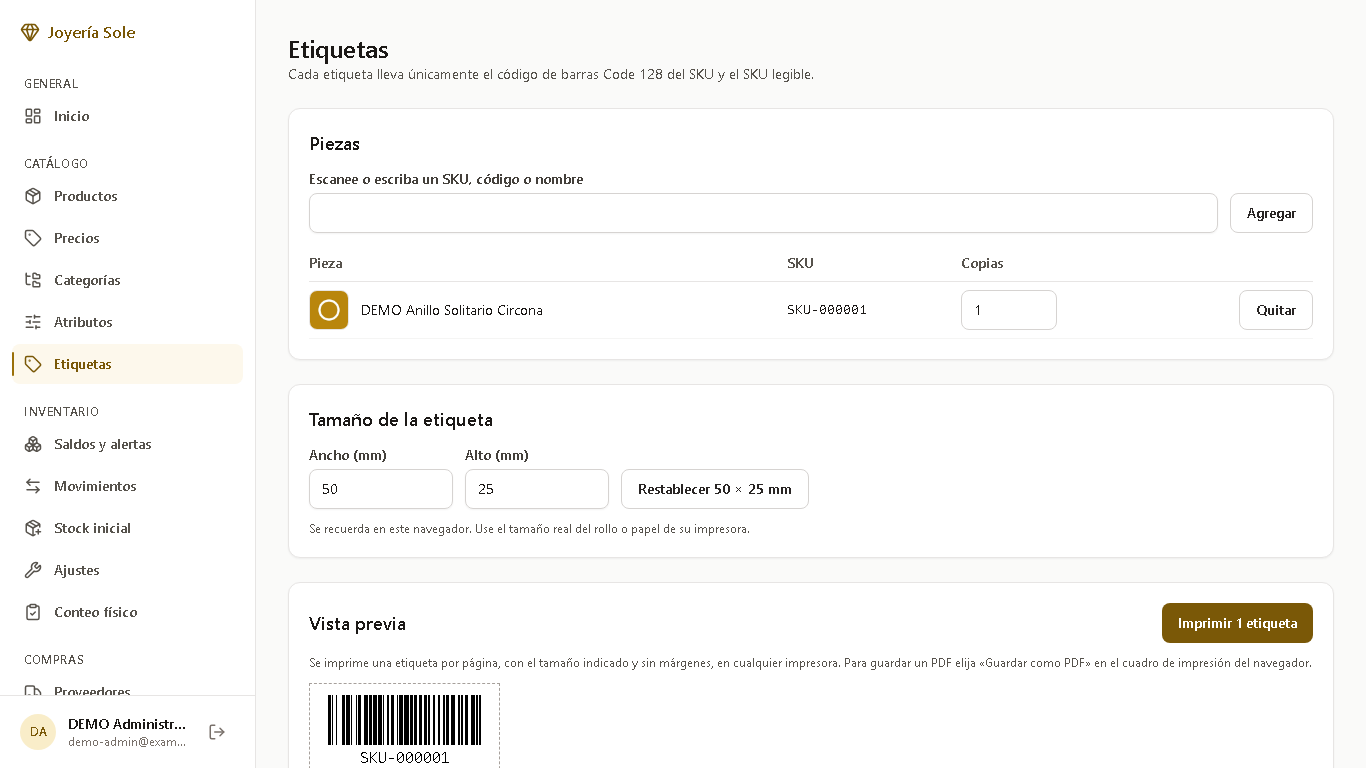 Joyería Sole
GENERAL
Inicio
CATÁLOGO
Productos
Precios
Categorías
Atributos
Etiquetas
INVENTARIO
Saldos y alertas
Movimientos
Stock inicial
Ajustes
Conteo físico
COMPRAS
Proveedores
DA
DEMO Administr...
demo-admin@exam...
Etiquetas
Cada etiqueta lleva únicamente el código de barras Code 128 del SKU y el SKU legible.
Piezas
Escanee o escriba un SKU, código o nombre
Agregar
Pieza SKU Copias
DEMO Anillo Solitario Circona SKU-000001 1 Quitar
Tamaño de la etiqueta
Ancho (mm) Alto (mm)
50 25 Restablecer 50 × 25 mm
Se recuerda en este navegador. Use el tamaño real del rollo o papel de su impresora.
Vista previa
Imprimir 1 etiqueta
Se imprime una etiqueta por página, con el tamaño indicado y sin márgenes, en cualquier impresora. Para guardar un PDF elija «Guardar como PDF» en el cuadro de impresión del navegador.
SKU-000001